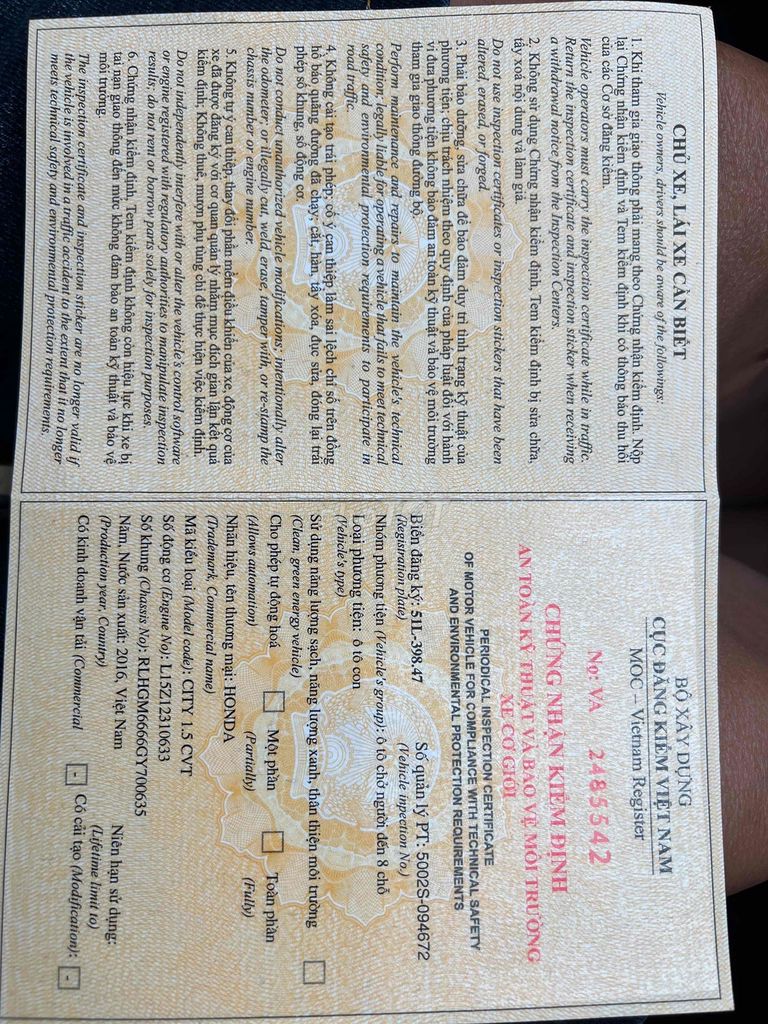 CHỦ XE, LÁI XE CẦN BIẾT
Vehicle owners, drivers should be aware of the followings:
1. Khi tham gia giao thông phải mang theo Chứng nhận kiểm định. Nộp
lại Chứng nhận kiểm định và Tem kiểm định khi có thông báo thu hồi
của các Cơ sở đăng kiểm.
Vehicle operators must carry the inspection certificate while in traffic.
Return the inspection certificate and inspection sticker when receiving
a withdrawal notice from the Inspection Centers.
2. Không sử dụng Chứng nhận kiểm định, Tem kiểm định bị sửa chữa,
tẩy xoá nội dung và làm giả.
Do not use inspection certificates or inspection stickers that have been
altered, erased, or forged.
3. Phải bảo dưỡng, sửa chữa để bảo đảm duy trì tình trạng kỹ thuật của
phương tiện, chịu trách nhiệm theo quy định của pháp luật đối với hành
vi đưa phương tiện không bảo đảm an toàn kỹ thuật và bảo vệ môi trường
tham gia giao thông đường bộ.
Perform maintenance and repairs to maintain the vehicle's technical
condition, legally liable for operating a vehicle that fails to meet technical
safety and environmental protection requirements to participate in
road traffic.
4. Không cải tạo trái phép; cố ý can thiệp làm sai lệch chỉ số trên đồng
hồ báo quãng đường đã chạy; cắt, hàn, tẩy xóa, đục sửa, đóng lại trái
phép số khung, số động cơ.
Do not conduct unauthorized vehicle modifications; intentionally alter
the odometer, or illegally cut, weld, erase, tamper with, or re-stamp the
chassis number or engine number.
5. Không tự ý can thiệp, thay đổi phần mềm điều khiển của xe động cơ của
xe đã được đăng ký với cơ quan quản lý nhằm mục đích gian lận kết quả
kiểm định; Không thuê, mượn phụ tùng chỉ để thực hiện việc kiểm định.
Do not independently interfere with or alter the vehicle's control software
or engine registered with regulatory authorities to manipulate inspection
results; do not rent or borrow parts solely for inspection purposes.
6. Chứng nhận kiểm định, Tem kiểm định không còn hiệu lực khi xe bị
tai nạn giao thông đến mức không đảm bảo an toàn kỹ thuật và bảo vệ
môi trường
The inspection certificate and inspection sticker are no longer valid if
the vehicle is involved in a traffic accident to the extent that it no longer
meets technical safety and environmental protection requirements.
BỘ XÂY DỰNG
CỤC ĐĂNG KIỂM VIỆT NAM
MOC – Vietnam Register
No: VA 2485542
CHỨNG NHẬN KIỂM ĐỊNH
AN TOÀN KỸ THUẬT VÀ BẢO VỆ MÔI TRƯỜNG
XE CƠ GIỚI
PERIODICAL INSPECTION CERTIFICATE
OF MOTOR VEHICLE FOR COMPLIANCE WITH TECHNICAL SAFETY
AND ENVIRONMENTAL PROTECTION REQUIREMENTS
Biển đăng ký: 51L-398.47 Số quản lý PT: 5002S-094672
(Registration plate) (Vehicle inpection No.)
Nhóm phương tiện (Vehicle's group): ô tô chở người đến 8 chỗ
Loại phương tiện: ô tô con
(Vehicle's type)
Sử dụng năng lượng sạch, năng lượng xanh, thân thiện môi trường
(Clean, green energy vehicle)
Cho phép tự động hoá Một phần Toàn phần
(Allows automation) (Partially) (Fully)
Nhãn hiệu, tên thương mại: HONDA
(Trademark, Commercial name)
Mã kiểu loại (Model code): CITY 1.5 CVT
Số động cơ (Engine No): L15Z12310633
Số khung (Chassis No): RLHGM6666GY700635
Năm, Nước sản xuất: 2016, Việt Nam Niên hạn sử dụng:
(Production year, Country) (Lifetime limit to)
Có kinh doanh vận tải (Commercial - Có cải tạo (Modification): -